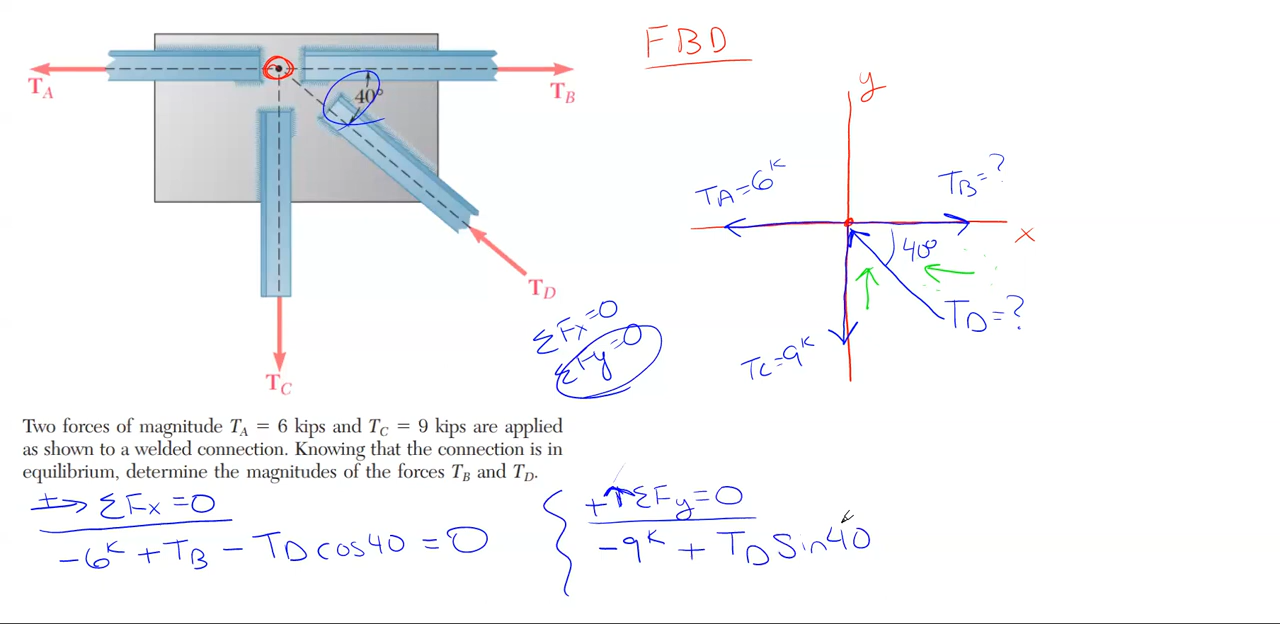 FBD
y
T_A
T_B
40°
T_A=6^K
T_B=?
x
40°
T_D
T_D=?
ΣFx=0
ΣFy=0
T_C=9^K
T_C
Two forces of magnitude T_A = 6 kips and T_C = 9 kips are applied
as shown to a welded connection. Knowing that the connection is in
equilibrium, determine the magnitudes of the forces T_B and T_D.
+→ ΣFx=0
-6^K + T_B - T_D cos40 = 0
+↑ΣFy=0
-9^K + T_D Sin40